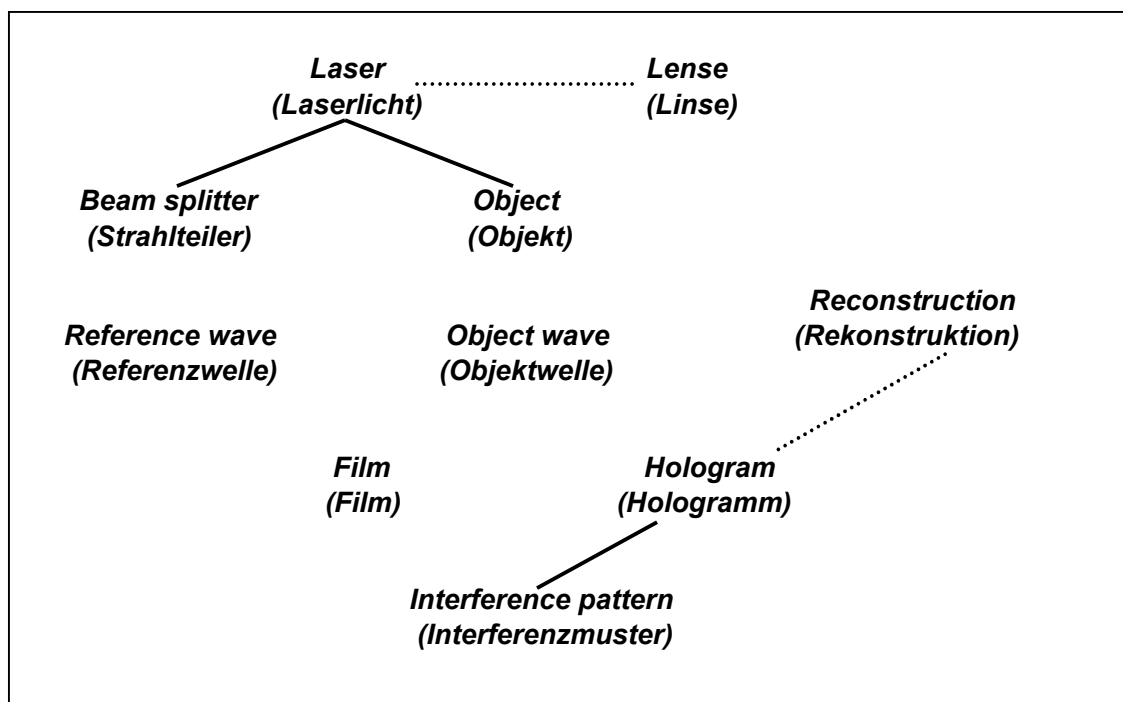 Laser
(Laserlicht)
Lense
(Linse)
Beam splitter
(Strahlteiler)
Object
(Objekt)
Reconstruction
(Rekonstruktion)
Reference wave
(Referenzwelle)
Object wave
(Objektwelle)
Film
(Film)
Hologram
(Hologramm)
Interference pattern
(Interferenzmuster)